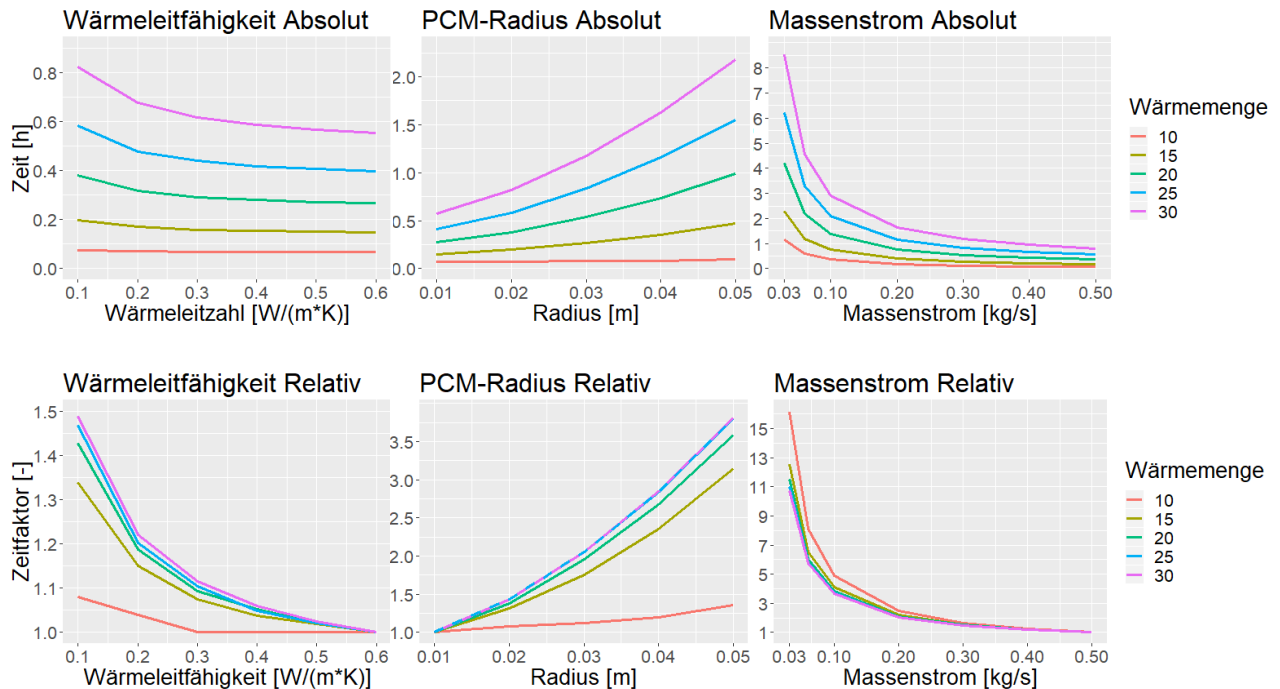 Wärmeleitfähigkeit Absolut
PCM-Radius Absolut
Massenstrom Absolut
Zeit [h]
0.8
0.6
0.4
0.2
0.0
0.1 0.2 0.3 0.4 0.5 0.6
Wärmeleitzahl [W/(m*K)]
2.0
1.5
1.0
0.5
0.0
0.01 0.02 0.03 0.04 0.05
Radius [m]
8
7
6
5
4
3
2
1
0
0.03 0.10 0.20 0.30 0.40 0.50
Massenstrom [kg/s]
Wärmemenge
10
15
20
25
30
Wärmeleitfähigkeit Relativ
PCM-Radius Relativ
Massenstrom Relativ
Zeitfaktor [-]
1.5
1.4
1.3
1.2
1.1
1.0
0.1 0.2 0.3 0.4 0.5 0.6
Wärmeleitfähigkeit [W/(m*K)]
3.5
3.0
2.5
2.0
1.5
1.0
0.01 0.02 0.03 0.04 0.05
Radius [m]
15
13
11
9
7
5
3
1
0.03 0.10 0.20 0.30 0.40 0.50
Massenstrom [kg/s]
Wärmemenge
10
15
20
25
30